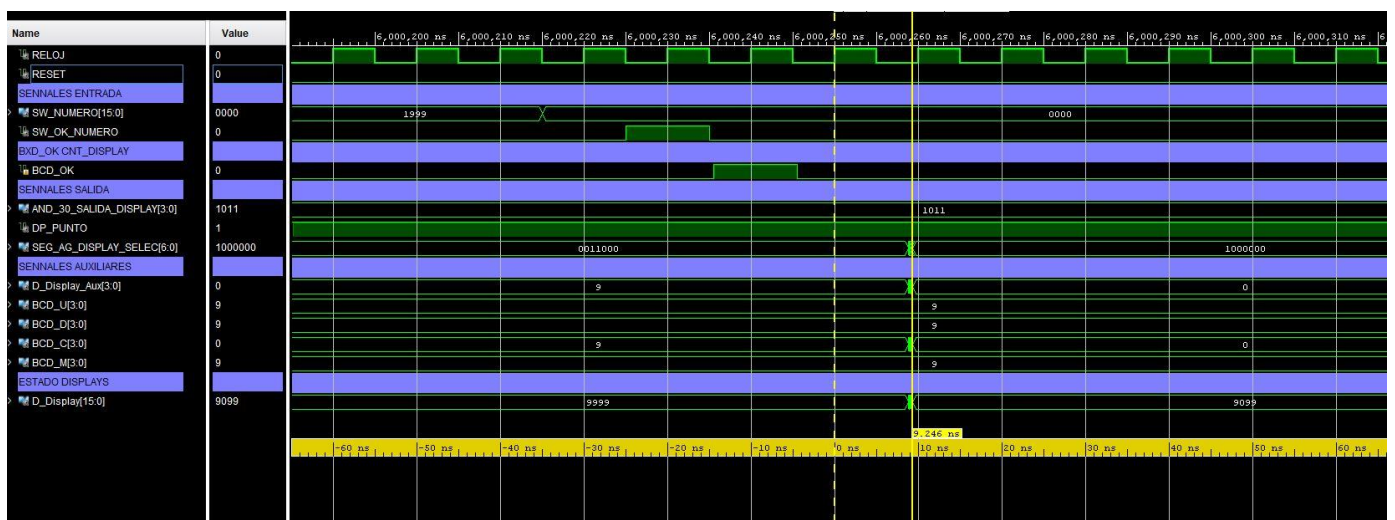 Name Value
6,000,200 ns 6,000,210 ns 6,000,220 ns 6,000,230 ns 6,000,240 ns 6,000,250 ns 6,000,260 ns 6,000,270 ns 6,000,280 ns 6,000,290 ns 6,000,300 ns 6,000,310 ns 6
RELOJ 0
RESET 0
SENNALES ENTRADA
SW_NUMERO[15:0] 0000 1999 0000
SW_OK_NUMERO 0
BXD_OK CNT_DISPLAY
BCD_OK 0
SENNALES SALIDA
AND_30_SALIDA_DISPLAY[3:0] 1011 1011
DP_PUNTO 1
SEG_AG_DISPLAY_SELEC[6:0] 1000000 0011000 1000000
SENNALES AUXILIARES
D_Display_Aux[3:0] 0 9 0
BCD_U[3:0] 9 9
BCD_D[3:0] 9 9
BCD_C[3:0] 0 9 0
BCD_M[3:0] 9 9
ESTADO DISPLAYS
D_Display[15:0] 9099 9999 9099
9.246 ns
-60 ns -50 ns -40 ns -30 ns -20 ns -10 ns 0 ns 10 ns 20 ns 30 ns 40 ns 50 ns 60 ns